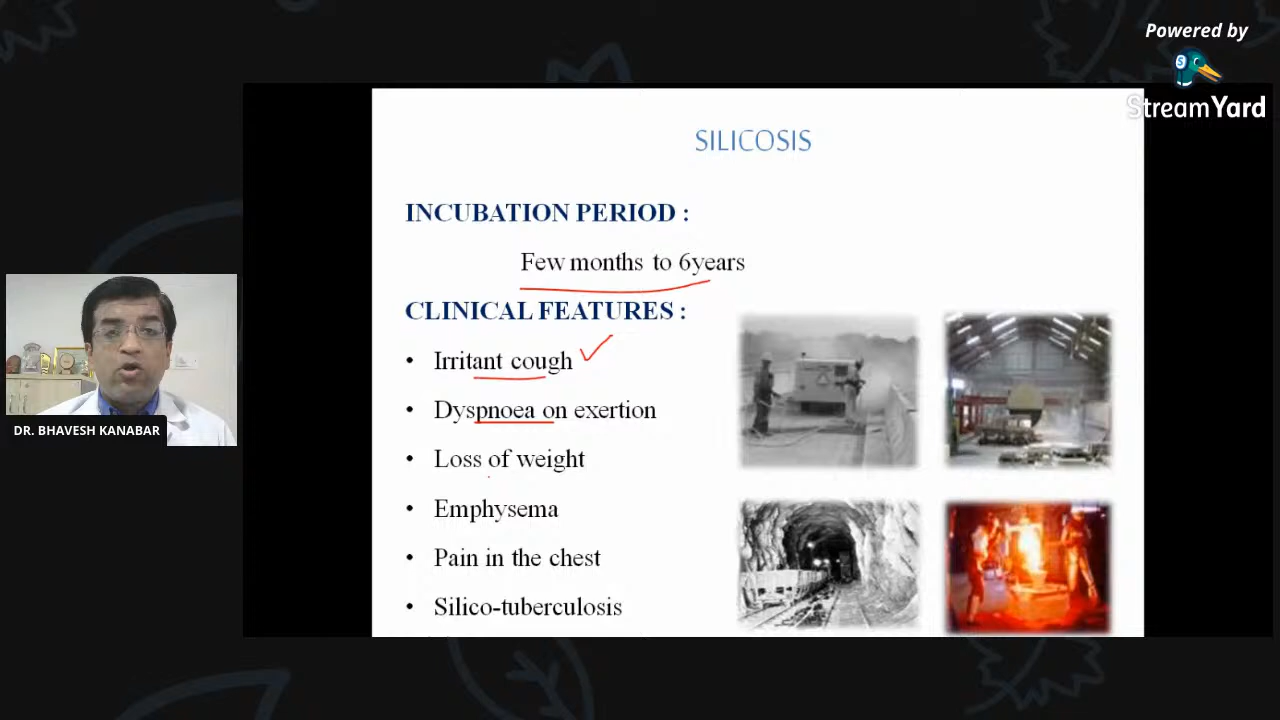 Powered by
StreamYard
SILICOSIS
INCUBATION PERIOD :
Few months to 6years
CLINICAL FEATURES :
• Irritant cough
• Dyspnoea on exertion
• Loss of weight
• Emphysema
• Pain in the chest
• Silico-tuberculosis
DR. BHAVESH KANABAR